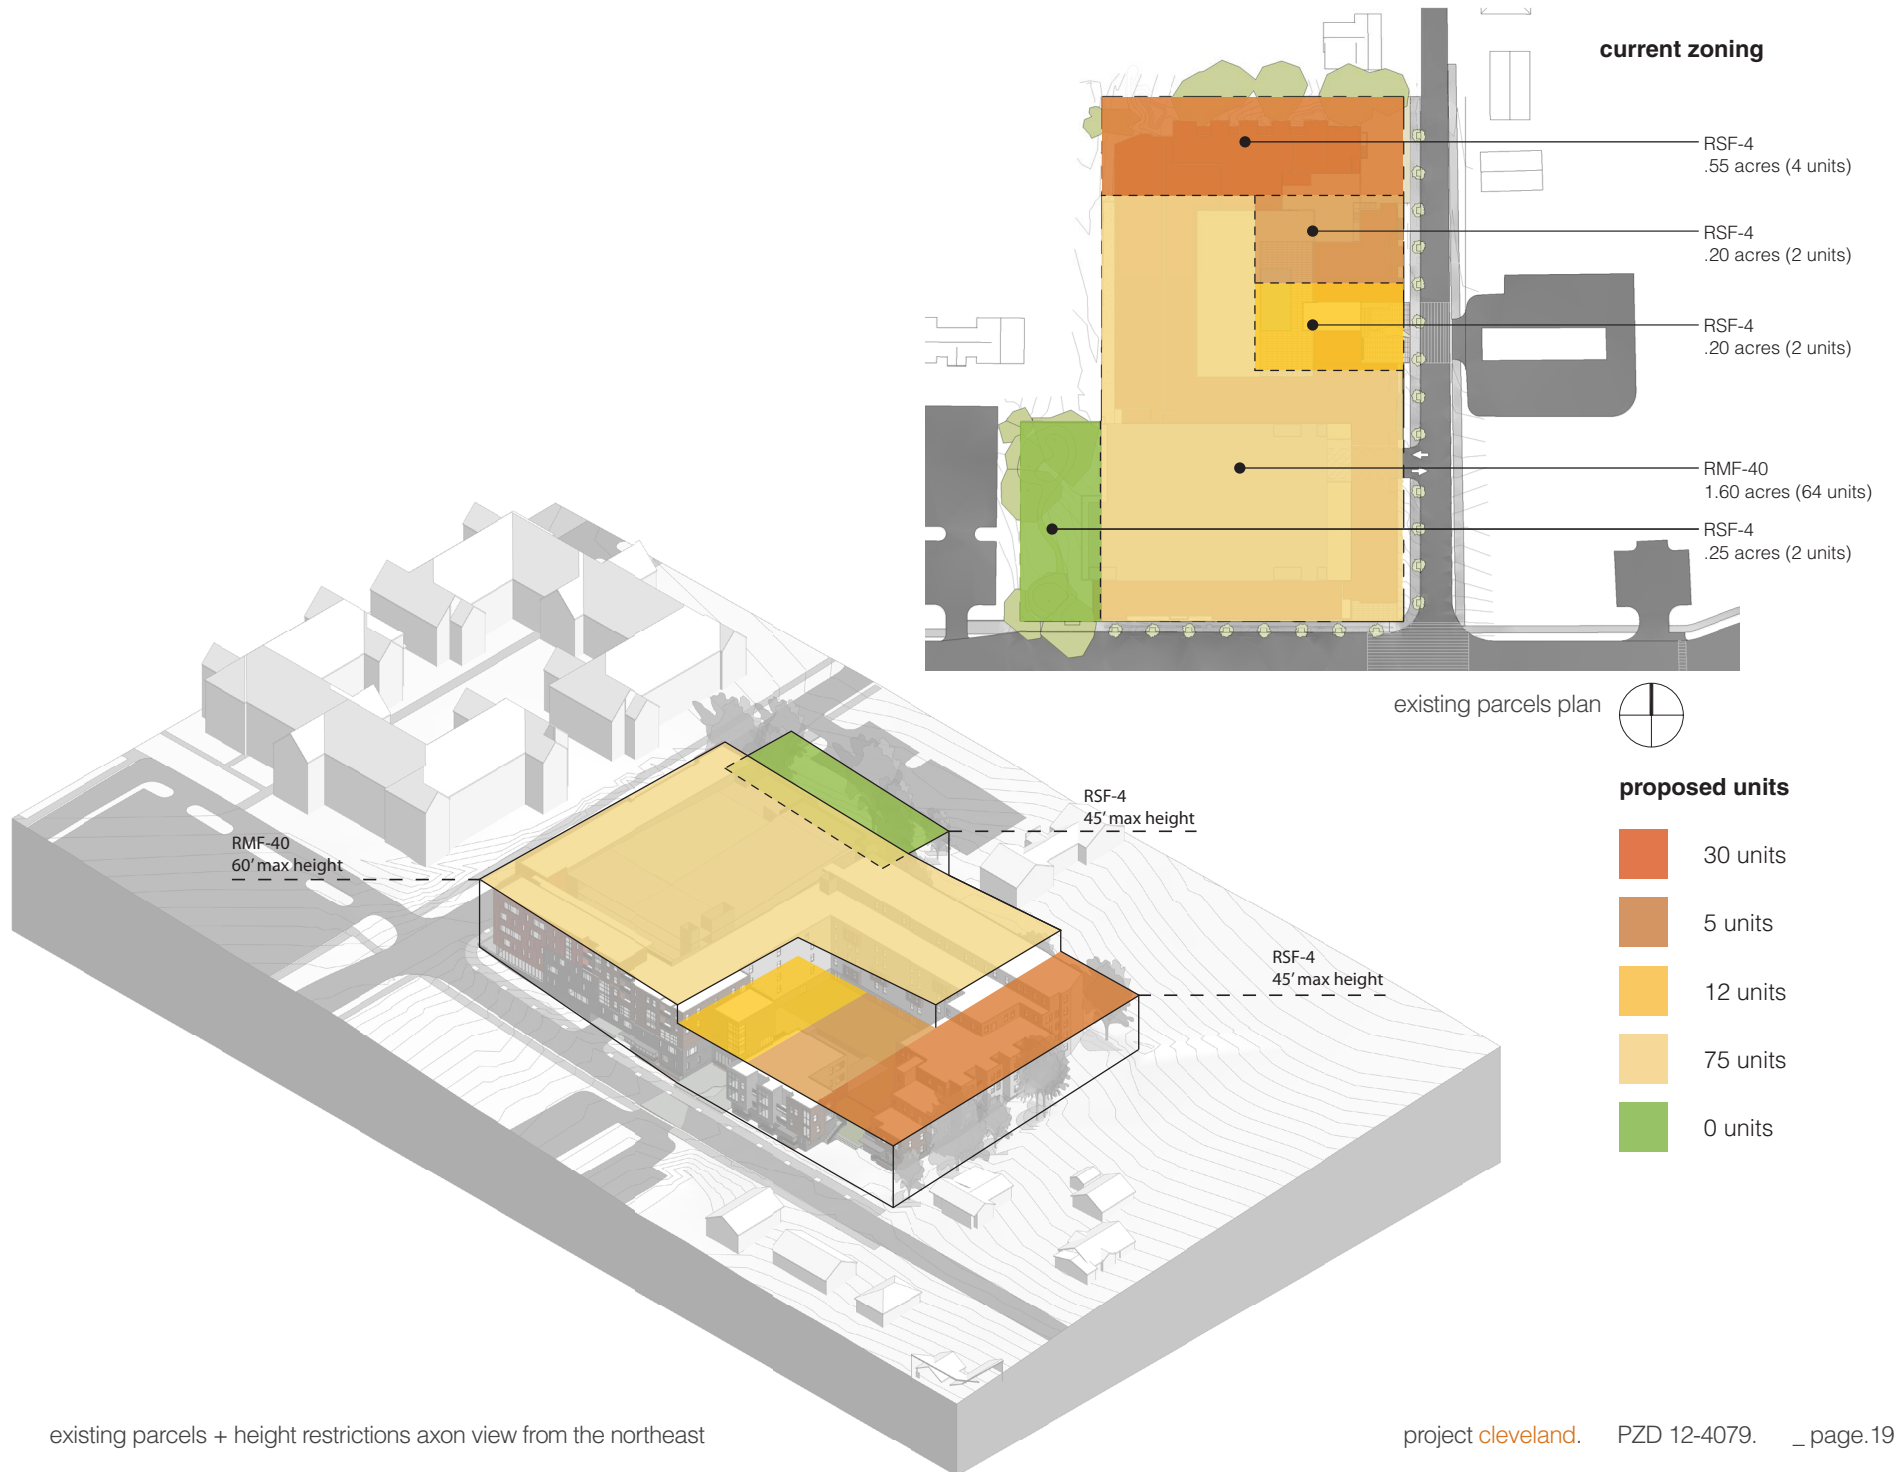 current zoning
RSF-4
.55 acres (4 units)
RSF-4
.20 acres (2 units)
RSF-4
.20 acres (2 units)
RMF-40
1.60 acres (64 units)
RSF-4
.25 acres (2 units)
existing parcels plan
proposed units
30 units
5 units
12 units
75 units
0 units
RSF-4
45' max height
RMF-40
60' max height
RSF-4
45' max height
existing parcels + height restrictions axon view from the northeast
project cleveland. PZD 12-4079. _ page.19